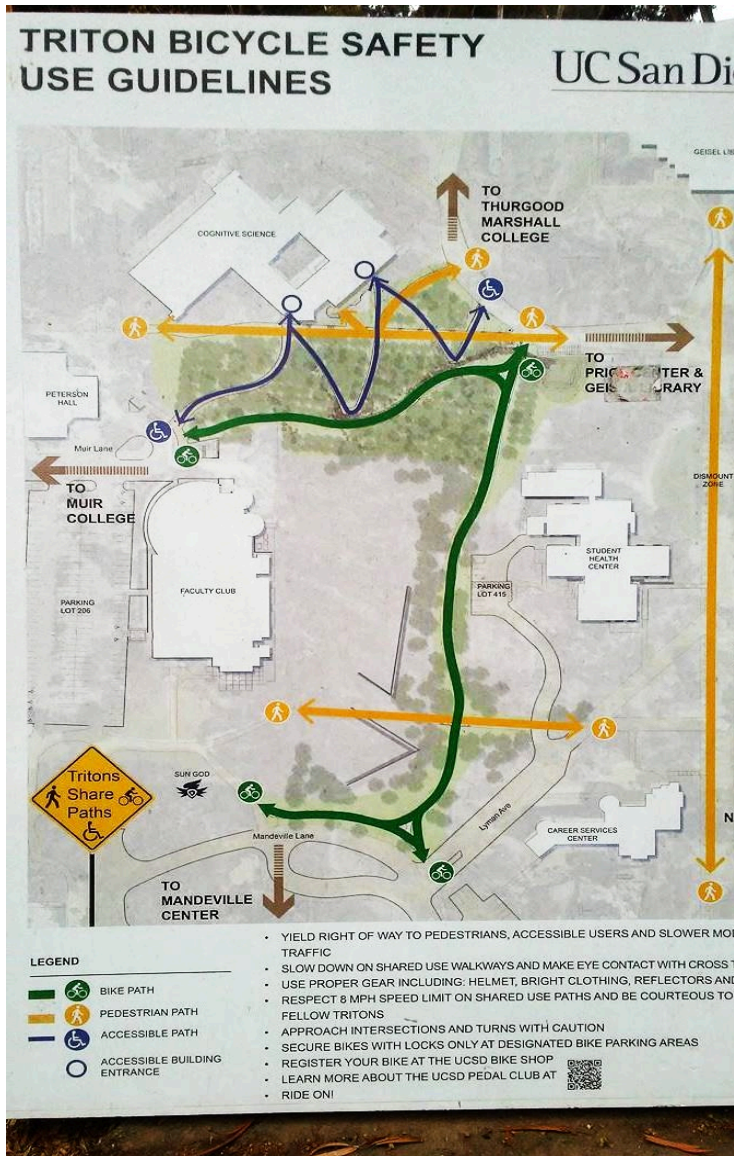 TRITON BICYCLE SAFETY
USE GUIDELINES
UC San Di
GEISEL LIB
TO
THURGOOD
MARSHALL
COLLEGE
COGNITIVE SCIENCE
TO
CENTER &
PETERSON
HALL
Muir Lane
TO
MUIR
COLLEGE
DISMOUNT
ZONE
STUDENT
HEALTH
CENTER
PARKING
LOT 415
FACULTY CLUB
PARKING
LOT 206
Tritons
Share
Paths
SUN GOD
Lyman Ave
Mandeville Lane
CAREER SERVICES
CENTER
N
TO
MANDEVILLE
CENTER
LEGEND
BIKE PATH
PEDESTRIAN PATH
ACCESSIBLE PATH
ACCESSIBLE BUILDING
ENTRANCE
• YIELD RIGHT OF WAY TO PEDESTRIANS, ACCESSIBLE USERS AND SLOWER MO
TRAFFIC
• SLOW DOWN ON SHARED USE WALKWAYS AND MAKE EYE CONTACT WITH CROSS T
• USE PROPER GEAR INCLUDING: HELMET, BRIGHT CLOTHING, REFLECTORS AND
• RESPECT 8 MPH SPEED LIMIT ON SHARED USE PATHS AND BE COURTEOUS TO
FELLOW TRITONS
• APPROACH INTERSECTIONS AND TURNS WITH CAUTION
• SECURE BIKES WITH LOCKS ONLY AT DESIGNATED BIKE PARKING AREAS
• REGISTER YOUR BIKE AT THE UCSD BIKE SHOP
• LEARN MORE ABOUT THE UCSD PEDAL CLUB AT
• RIDE ON!